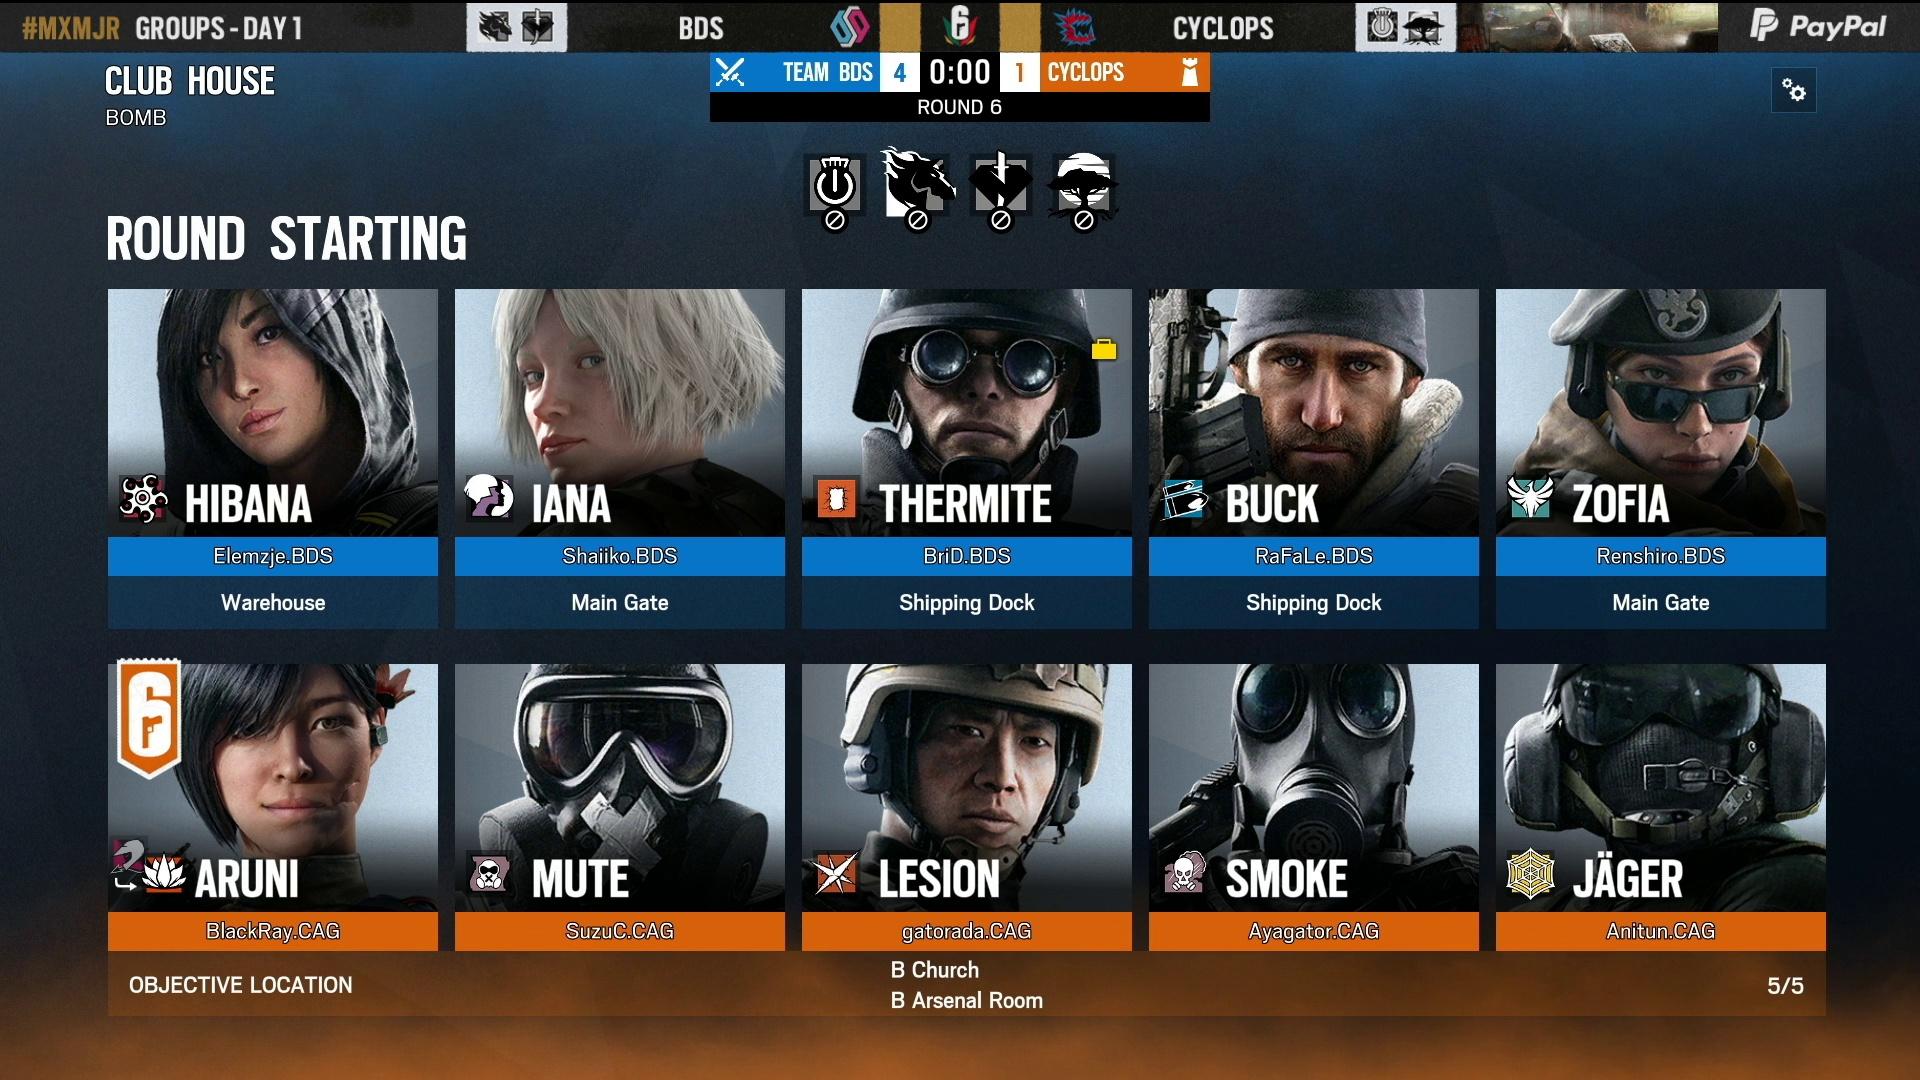 #MXMJR GROUPS - DAY 1
BDS
6
CYCLOPS
PayPal
CLUB HOUSE
BOMB
TEAM BDS 4 0:00 1 CYCLOPS
ROUND 6
ROUND STARTING
HIBANA
Elemzje.BDS
Warehouse
IANA
Shaiiko.BDS
Main Gate
THERMITE
BriD.BDS
Shipping Dock
BUCK
RaFaLe.BDS
Shipping Dock
ZOFIA
Renshiro.BDS
Main Gate
6
ARUNI
BlackRay.CAG
MUTE
SuzuC.CAG
LESION
gatorada.CAG
SMOKE
Ayagator.CAG
JÄGER
Anitun.CAG
OBJECTIVE LOCATION
B Church
B Arsenal Room
5/5